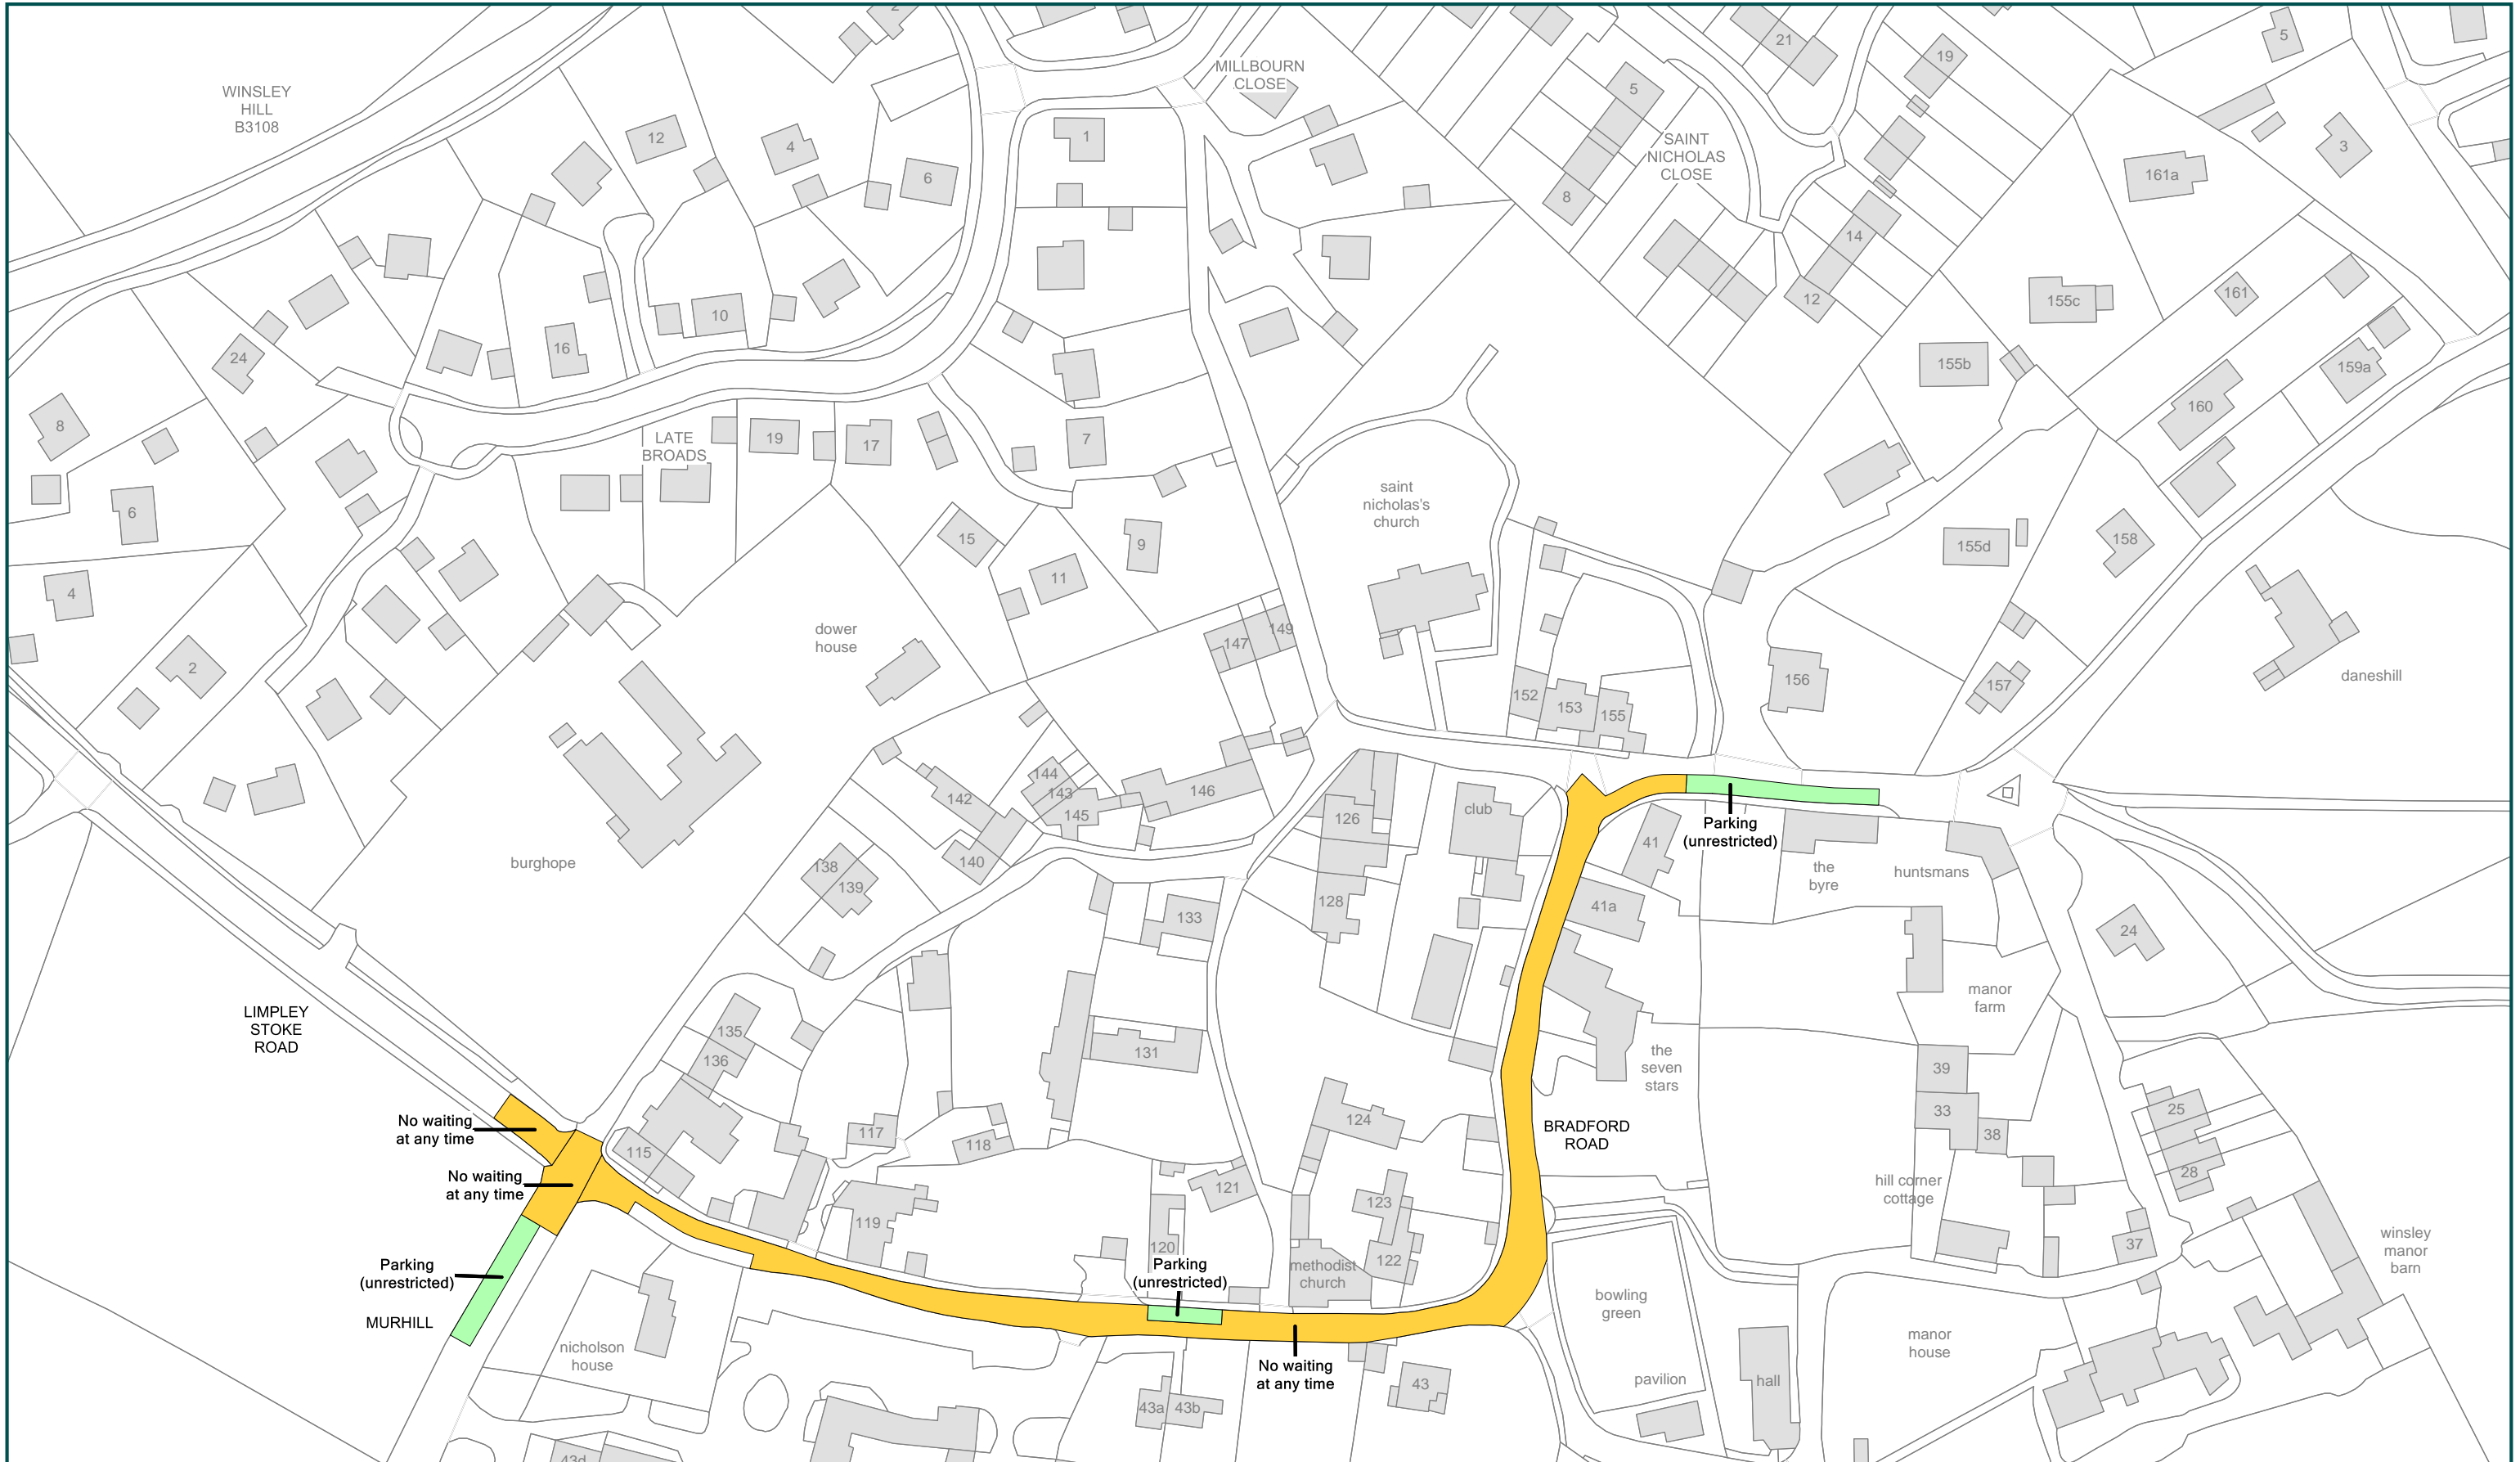 2
5
MILLBOURN
CLOSE
21
19
WINSLEY
HILL
B3108
5
12
4
1
6
SAINT
NICHOLAS
CLOSE
3
161a
8
14
161
155c
12
10
16
24
155b
159a
160
8
19
17
7
LATE
BROADS
saint
nicholas's
church
6
15
9
155d
158
11
4
dower
house
147
149
2
152
153
155
156
157
daneshill
144
143
145
142
146
126
club
140
41
Parking
(unrestricted)
burghope
138
139
the
byre
huntsmans
128
41a
133
24
LIMPLEY
STOKE
ROAD
manor
farm
135
136
131
the
seven
stars
39
No waiting
at any time
117
118
115
124
BRADFORD
ROAD
33
38
25
28
No waiting
at any time
121
123
hill corner
cottage
119
120
122
37
winsley
manor
barn
Parking
(unrestricted)
Parking
(unrestricted)
methodist
church
bowling
green
MURHILL
nicholson
house
manor
house
No waiting
at any time
43
pavilion
hall
43a
43b
43d